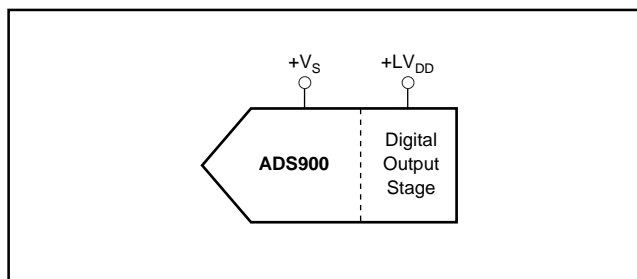 +V_S +LV_DD
ADS900
Digital
Output
Stage